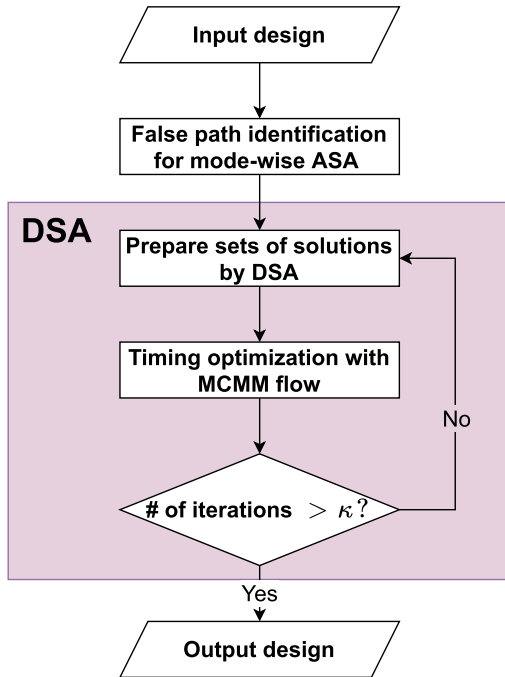 Input design
False path identification
for mode-wise ASA
DSA
Prepare sets of solutions
by DSA
Timing optimization with
MCMM flow
No
# of iterations > κ?
Yes
Output design